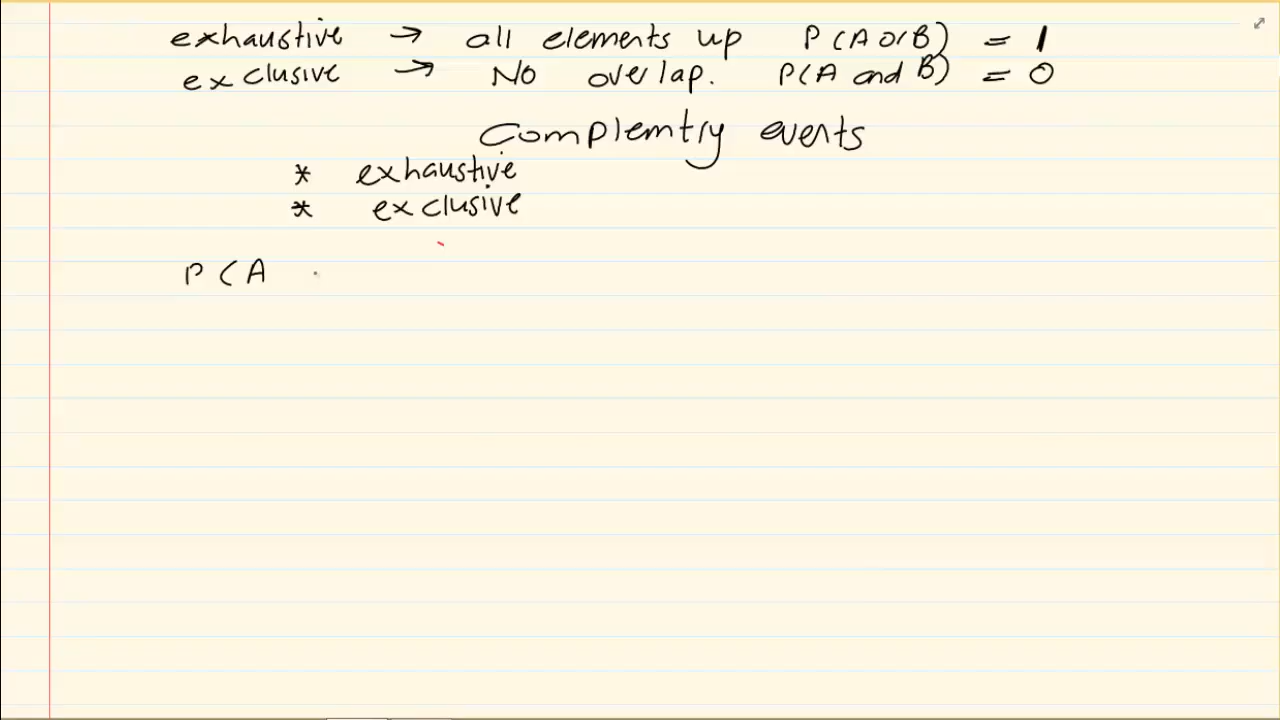 exhaustive → all elements up P(A or B) = 1
exclusive → No overlap. P(A and B) = 0
Complemtry events
* exhaustive
* exclusive
P(A